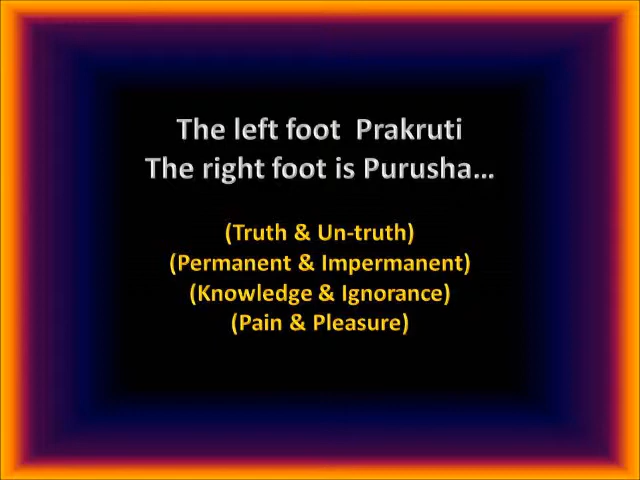 The left foot  Prakruti
The right foot is Purusha...
(Truth & Un-truth)
(Permanent & Impermanent)
(Knowledge & Ignorance)
(Pain & Pleasure)